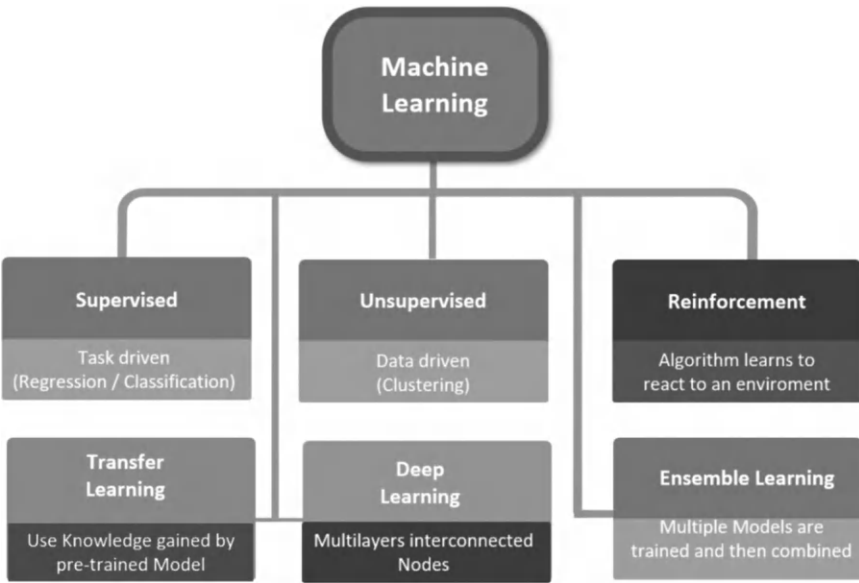 Machine
Learning
Supervised
Task driven
(Regression / Classification)
Unsupervised
Data driven
(Clustering)
Reinforcement
Algorithm learns to
react to an enviroment
Transfer
Learning
Use Knowledge gained by
pre-trained Model
Deep
Learning
Multilayers interconnected
Nodes
Ensemble Learning
Multiple Models are
trained and then combined